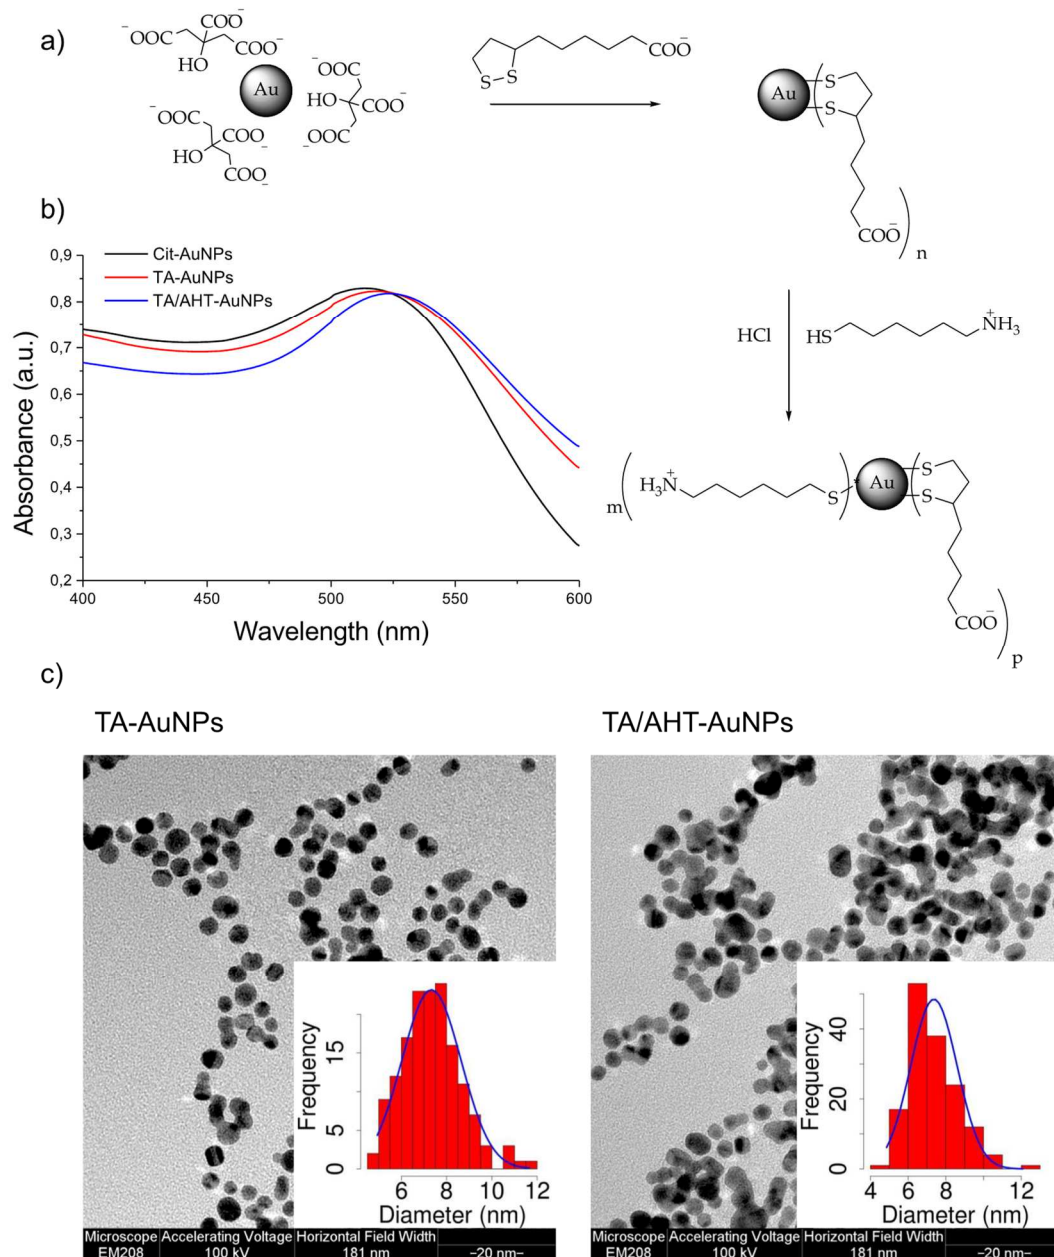 a)
−OOC COO− COO− HO
Au
−OOC HO COO− −OOC
−OOC COO− HO COO−
S S COO−
Au S S COO− n
b)
Cit-AuNPs
TA-AuNPs
TA/AHT-AuNPs
0,9
0,8
0,7
0,6
0,5
0,4
0,3
0,2
400 450 500 550 600
Absorbance (a.u.)
Wavelength (nm)
HCl HS + NH3
m H3N + S * Au S S COO− p
c)
TA-AuNPs
TA/AHT-AuNPs
Frequency
0 5 15
6 8 10 12
Diameter (nm)
Frequency
0 20 40
4 6 8 10 12
Diameter (nm)
Microscope Accelerating Voltage Horizontal Field Width
EM208 100 kV 181 nm –20 nm–
Microscope Accelerating Voltage Horizontal Field Width
EM208 100 kV 181 nm –20 nm–